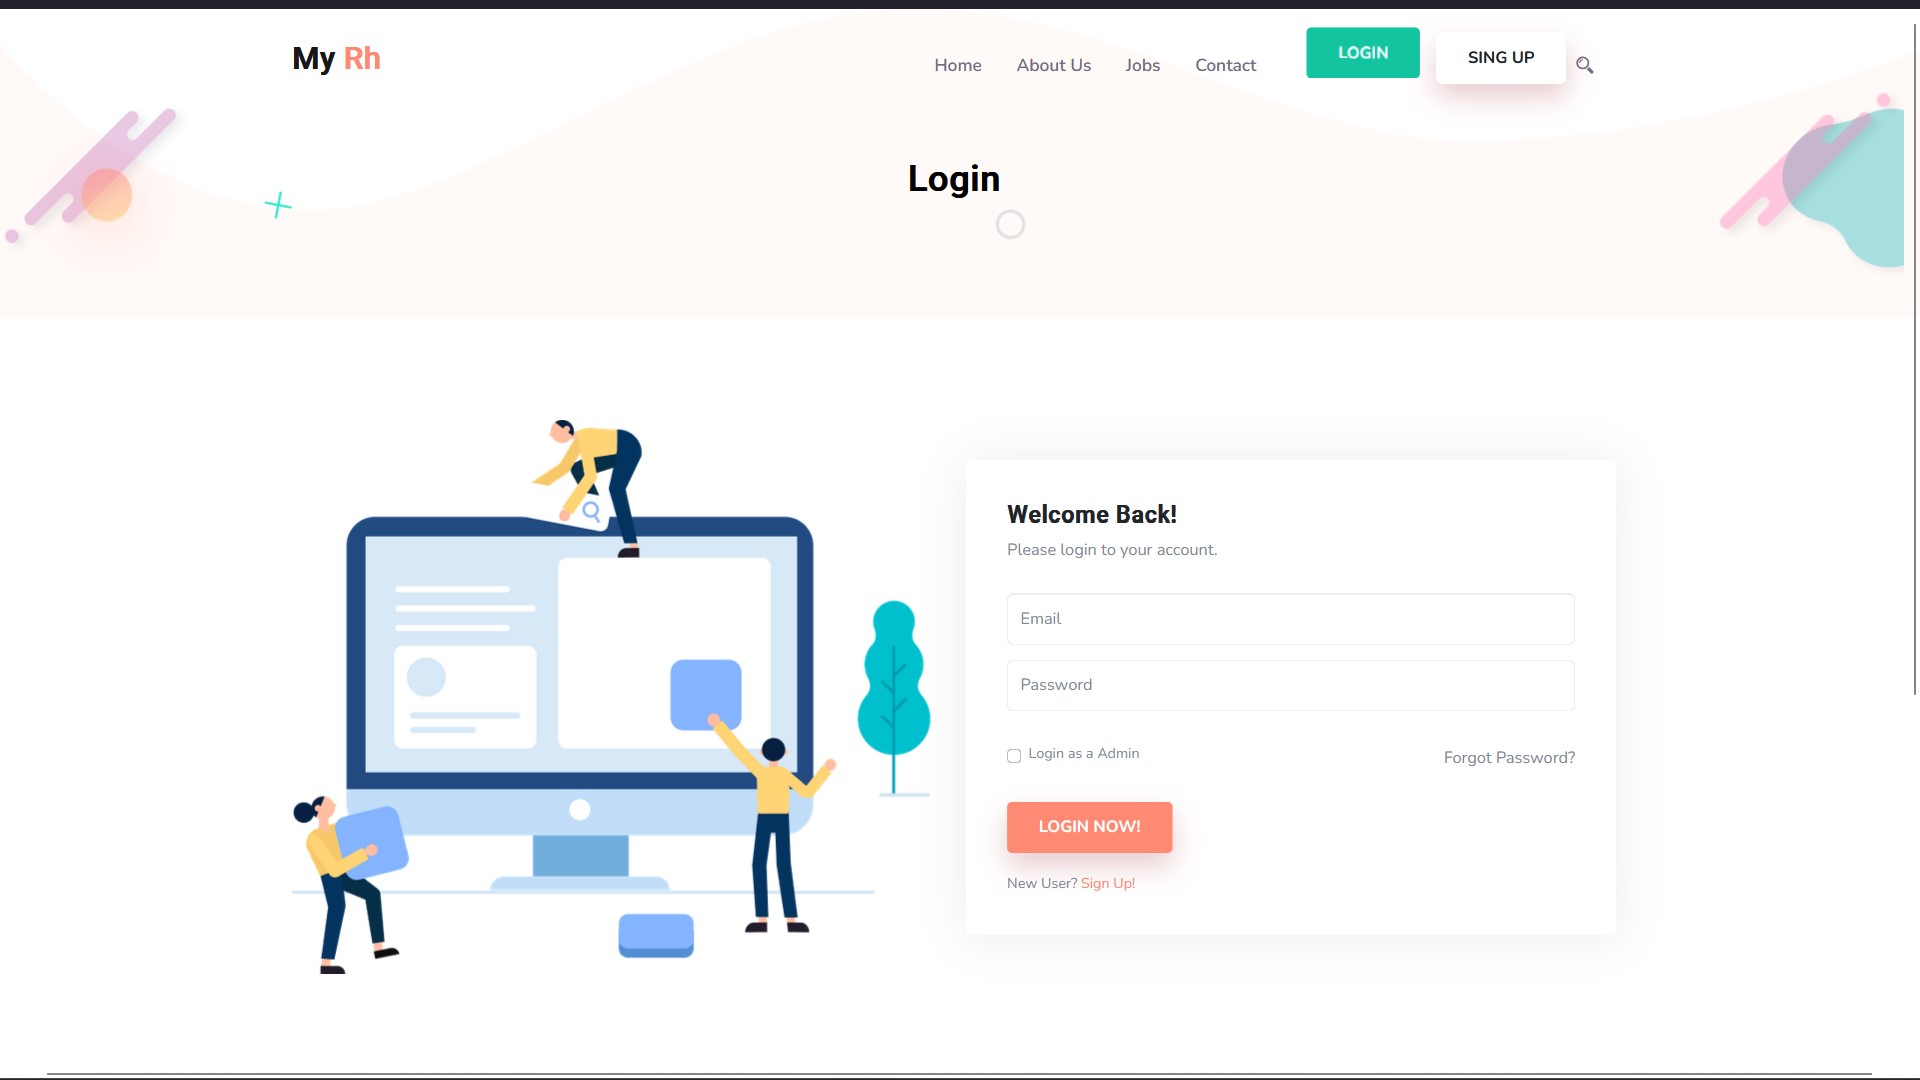 My Rh
Home About Us Jobs Contact LOGIN SING UP
Login
Welcome Back!
Please login to your account.
Email
Password
Login as a Admin Forgot Password?
LOGIN NOW!
New User? Sign Up!